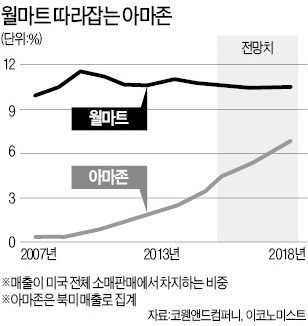 월마트 따라잡는 아마존
(단위:%)
전망치
12
월마트
9
6
아마존
3
0
2007년 2013년 2018년
※매출이 미국 전체 소매판매에서 차지하는 비중
※아마존은 북미 매출로 집계
자료:코웬앤드컴퍼니, 이코노미스트